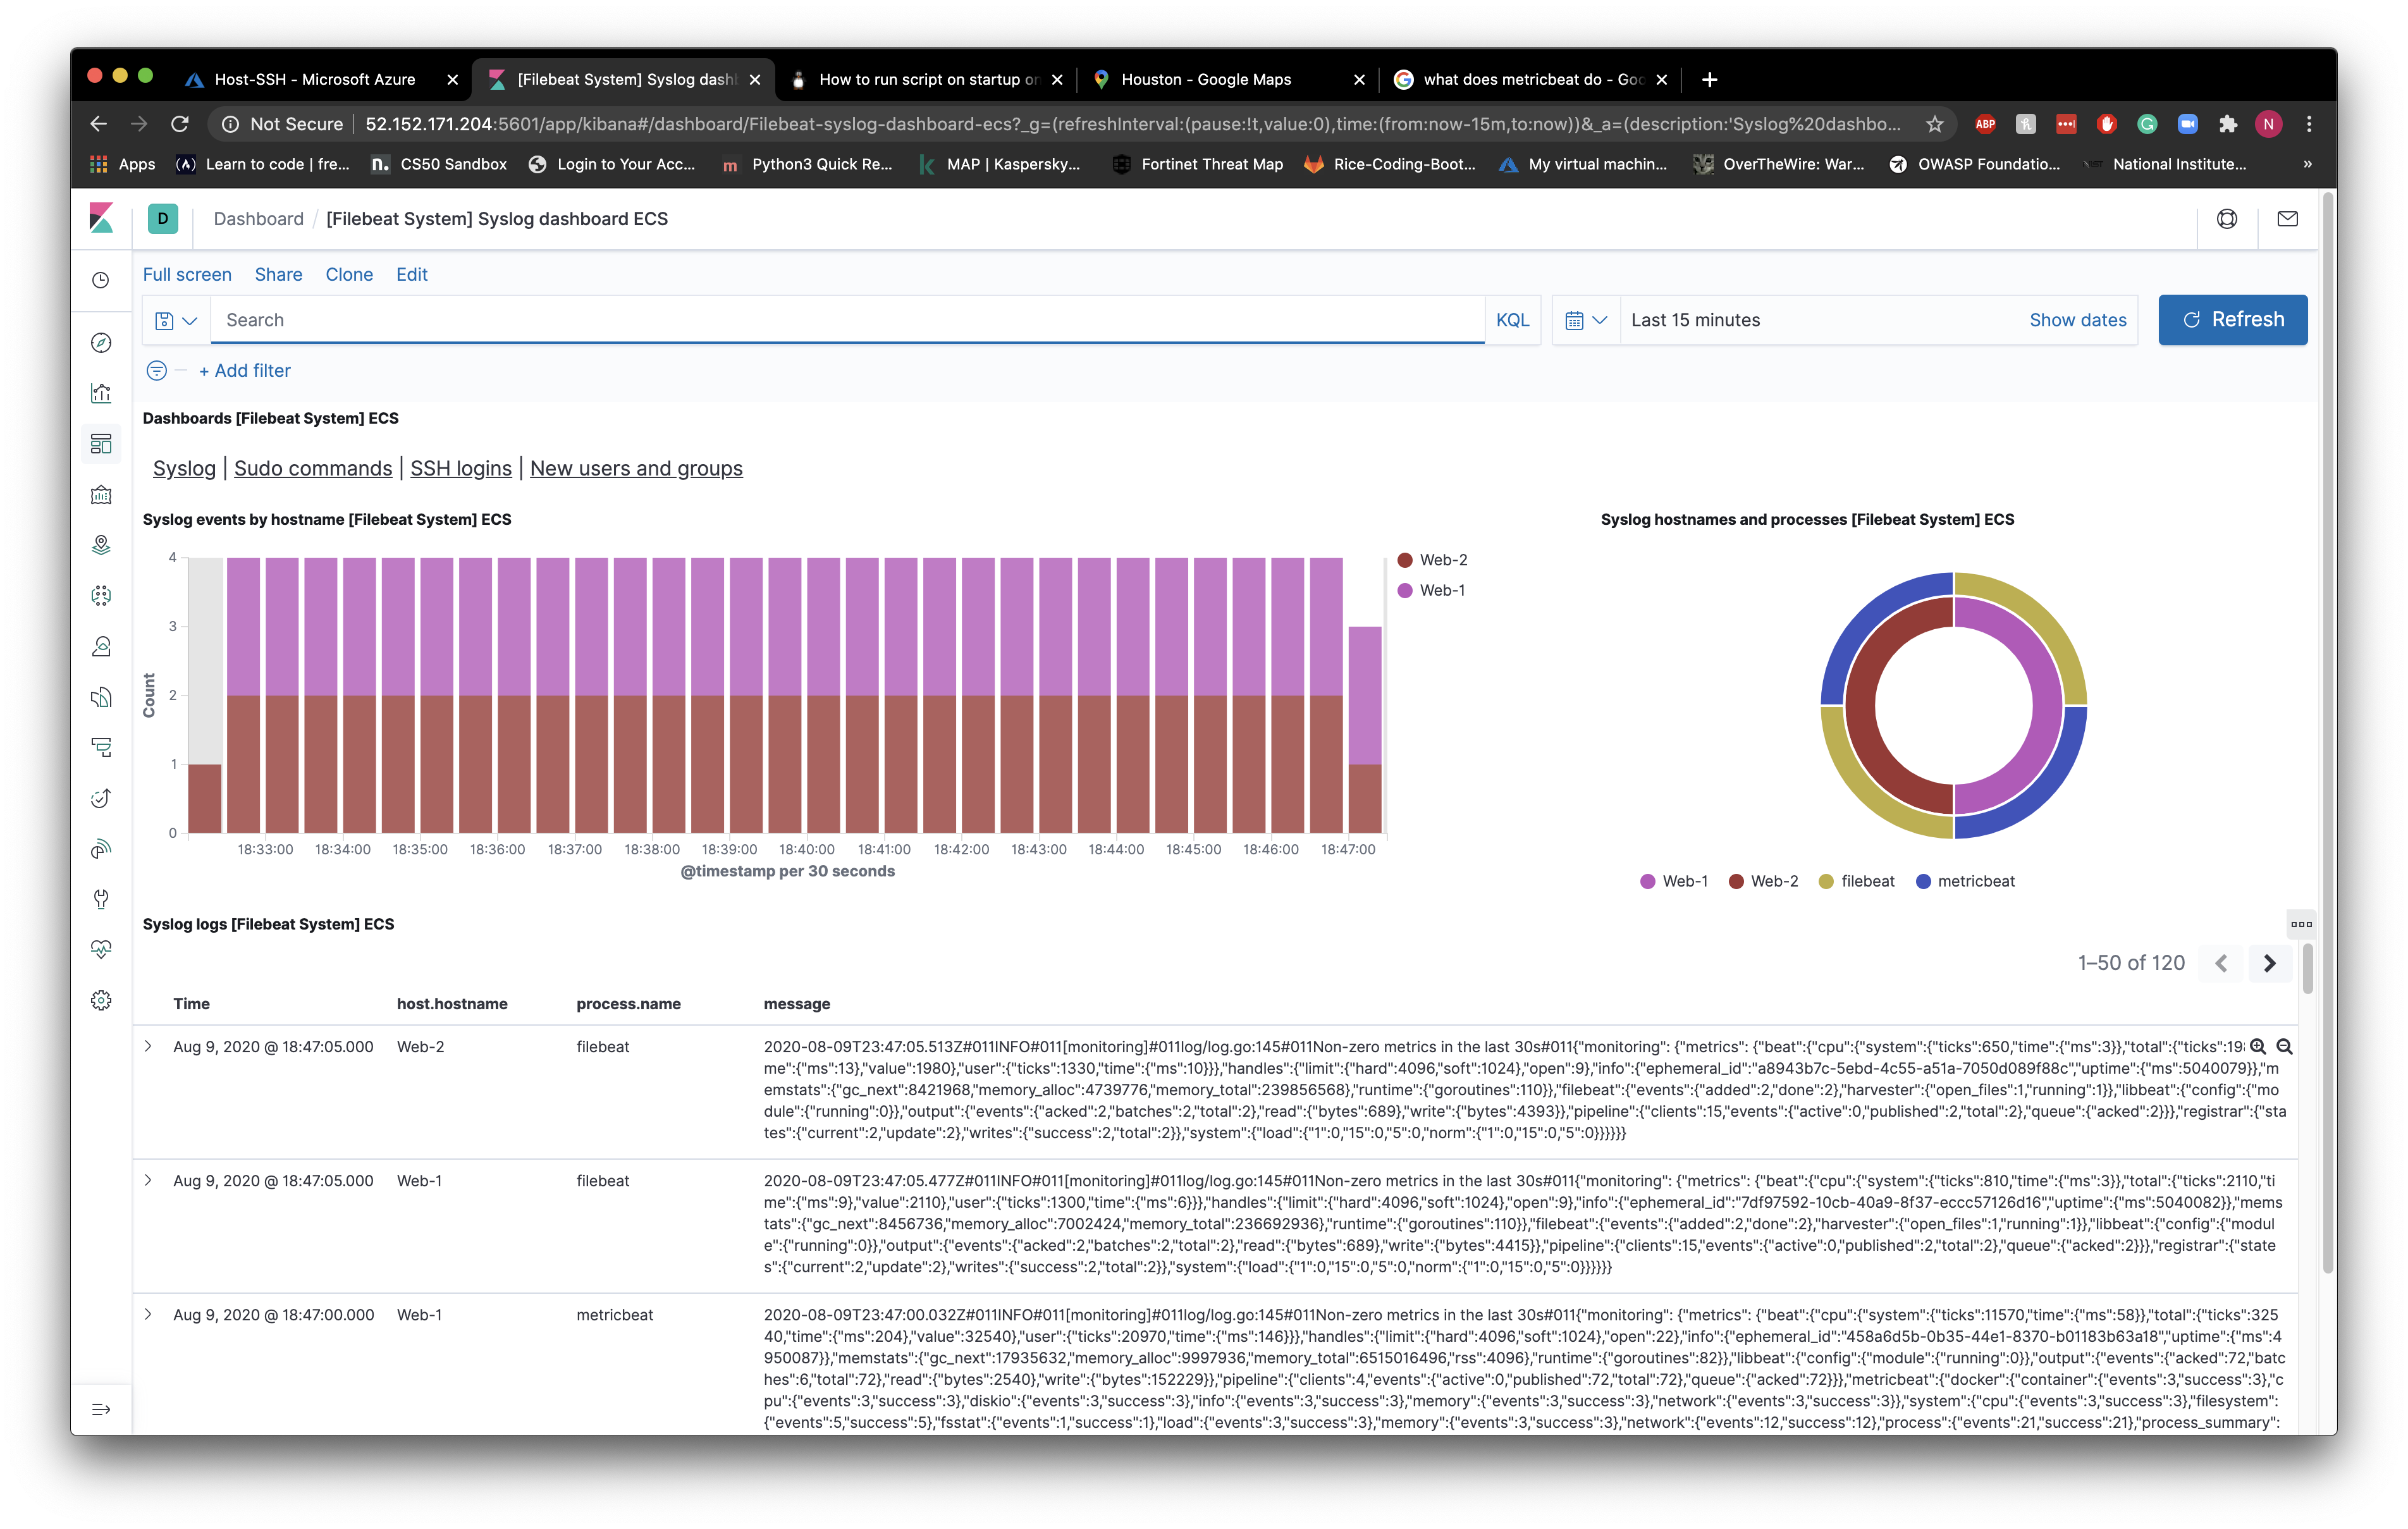 Host-SSH - Microsoft Azure
[Filebeat System] Syslog dash
How to run script on startup on
Houston - Google Maps
what does metricbeat do - Goo
Not Secure | 52.152.171.204:5601/app/kibana#/dashboard/Filebeat-syslog-dashboard-ecs?_g=(refreshInterval:(pause:!t,value:0),time:(from:now-15m,to:now))&_a=(description:'Syslog%20dashbo...
ABP
N
Apps
Learn to code | fre...
n. CS50 Sandbox
Login to Your Acc...
m Python3 Quick Re...
MAP | Kaspersky...
Fortinet Threat Map
Rice-Coding-Boot...
My virtual machin...
OverTheWire: War...
OWASP Foundatio...
National Institute...
»
D
Dashboard / [Filebeat System] Syslog dashboard ECS
Full screen Share Clone Edit
Search
KQL
Last 15 minutes
Show dates
Refresh
+ Add filter
Dashboards [Filebeat System] ECS
Syslog | Sudo commands | SSH logins | New users and groups
Syslog events by hostname [Filebeat System] ECS
4
3
2
1
0
Count
18:33:00 18:34:00 18:35:00 18:36:00 18:37:00 18:38:00 18:39:00 18:40:00 18:41:00 18:42:00 18:43:00 18:44:00 18:45:00 18:46:00 18:47:00
@timestamp per 30 seconds
Web-2
Web-1
Syslog hostnames and processes [Filebeat System] ECS
Web-1 Web-2 filebeat metricbeat
Syslog logs [Filebeat System] ECS
1–50 of 120
Time host.hostname process.name message
Aug 9, 2020 @ 18:47:05.000 Web-2 filebeat 2020-08-09T23:47:05.513Z#011INFO#011[monitoring]#011log/log.go:145#011Non-zero metrics in the last 30s#011{"monitoring": {"metrics": {"beat":{"cpu":{"system":{"ticks":650,"time":{"ms":3}},"total":{"ticks":19
me":{"ms":13},"value":1980},"user":{"ticks":1330,"time":{"ms":10}}},"handles":{"limit":{"hard":4096,"soft":1024},"open":9},"info":{"ephemeral_id":"a8943b7c-5ebd-4c55-a51a-7050d089f88c","uptime":{"ms":5040079}},"m
emstats":{"gc_next":8421968,"memory_alloc":4739776,"memory_total":239856568},"runtime":{"goroutines":110}},"filebeat":{"events":{"added":2,"done":2},"harvester":{"open_files":1,"running":1}},"libbeat":{"config":{"mo
dule":{"running":0}},"output":{"events":{"acked":2,"batches":2,"total":2},"read":{"bytes":689},"write":{"bytes":4393}},"pipeline":{"clients":15,"events":{"active":0,"published":2,"total":2},"queue":{"acked":2}}},"registrar":{"sta
tes":{"current":2,"update":2},"writes":{"success":2,"total":2}},"system":{"load":{"1":0,"15":0,"5":0,"norm":{"1":0,"15":0,"5":0}}}}}}
Aug 9, 2020 @ 18:47:05.000 Web-1 filebeat 2020-08-09T23:47:05.477Z#011INFO#011[monitoring]#011log/log.go:145#011Non-zero metrics in the last 30s#011{"monitoring": {"metrics": {"beat":{"cpu":{"system":{"ticks":810,"time":{"ms":3}},"total":{"ticks":2110,"ti
me":{"ms":9},"value":2110},"user":{"ticks":1300,"time":{"ms":6}}},"handles":{"limit":{"hard":4096,"soft":1024},"open":9},"info":{"ephemeral_id":"7df97592-10cb-40a9-8f37-eccc57126d16","uptime":{"ms":5040082}},"mem
stats":{"gc_next":8456736,"memory_alloc":7002424,"memory_total":236692936},"runtime":{"goroutines":110}},"filebeat":{"events":{"added":2,"done":2},"harvester":{"open_files":1,"running":1}},"libbeat":{"config":{"modul
e":{"running":0}},"output":{"events":{"acked":2,"batches":2,"total":2},"read":{"bytes":689},"write":{"bytes":4415}},"pipeline":{"clients":15,"events":{"active":0,"published":2,"total":2},"queue":{"acked":2}}},"registrar":{"state
s":{"current":2,"update":2},"writes":{"success":2,"total":2}},"system":{"load":{"1":0,"15":0,"5":0,"norm":{"1":0,"15":0,"5":0}}}}}}
Aug 9, 2020 @ 18:47:00.000 Web-1 metricbeat 2020-08-09T23:47:00.032Z#011INFO#011[monitoring]#011log/log.go:145#011Non-zero metrics in the last 30s#011{"monitoring": {"metrics": {"beat":{"cpu":{"system":{"ticks":11570,"time":{"ms":58}},"total":{"ticks":325
40,"time":{"ms":204},"value":32540},"user":{"ticks":20970,"time":{"ms":146}}},"handles":{"limit":{"hard":4096,"soft":1024},"open":22},"info":{"ephemeral_id":"458a6d5b-0b35-44e1-8370-b01183b63a18","uptime":{"ms":4
950087}},"memstats":{"gc_next":17935632,"memory_alloc":9997936,"memory_total":6515016496,"rss":4096},"runtime":{"goroutines":82}},"libbeat":{"config":{"module":{"running":0}},"output":{"events":{"acked":72,"batc
hes":6,"total":72},"read":{"bytes":2540},"write":{"bytes":152229}},"pipeline":{"clients":4,"events":{"active":0,"published":72,"total":72},"queue":{"acked":72}}},"metricbeat":{"docker":{"container":{"events":3,"success":3},"c
pu":{"events":3,"success":3},"diskio":{"events":3,"success":3},"info":{"events":3,"success":3},"memory":{"events":3,"success":3},"network":{"events":3,"success":3}},"system":{"cpu":{"events":3,"success":3},"filesystem":
{"events":5,"success":5},"fsstat":{"events":1,"success":1},"load":{"events":3,"success":3},"memory":{"events":3,"success":3},"network":{"events":12,"success":12},"process":{"events":21,"success":21},"process_summary":